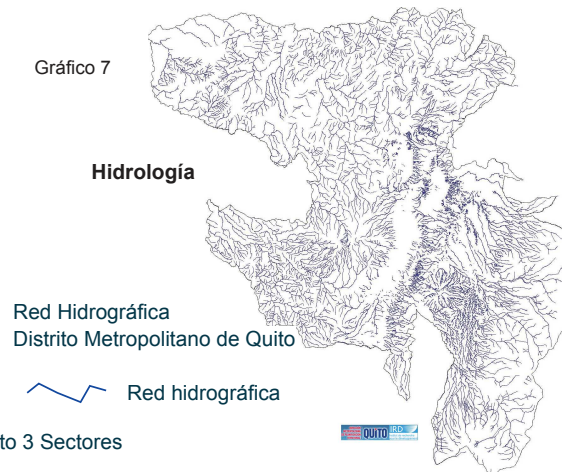 Gráfico 7
Hidrología
Red Hidrográfica
Distrito Metropolitano de Quito
Red hidrográfica
to 3 Sectores
QUITO
IRD